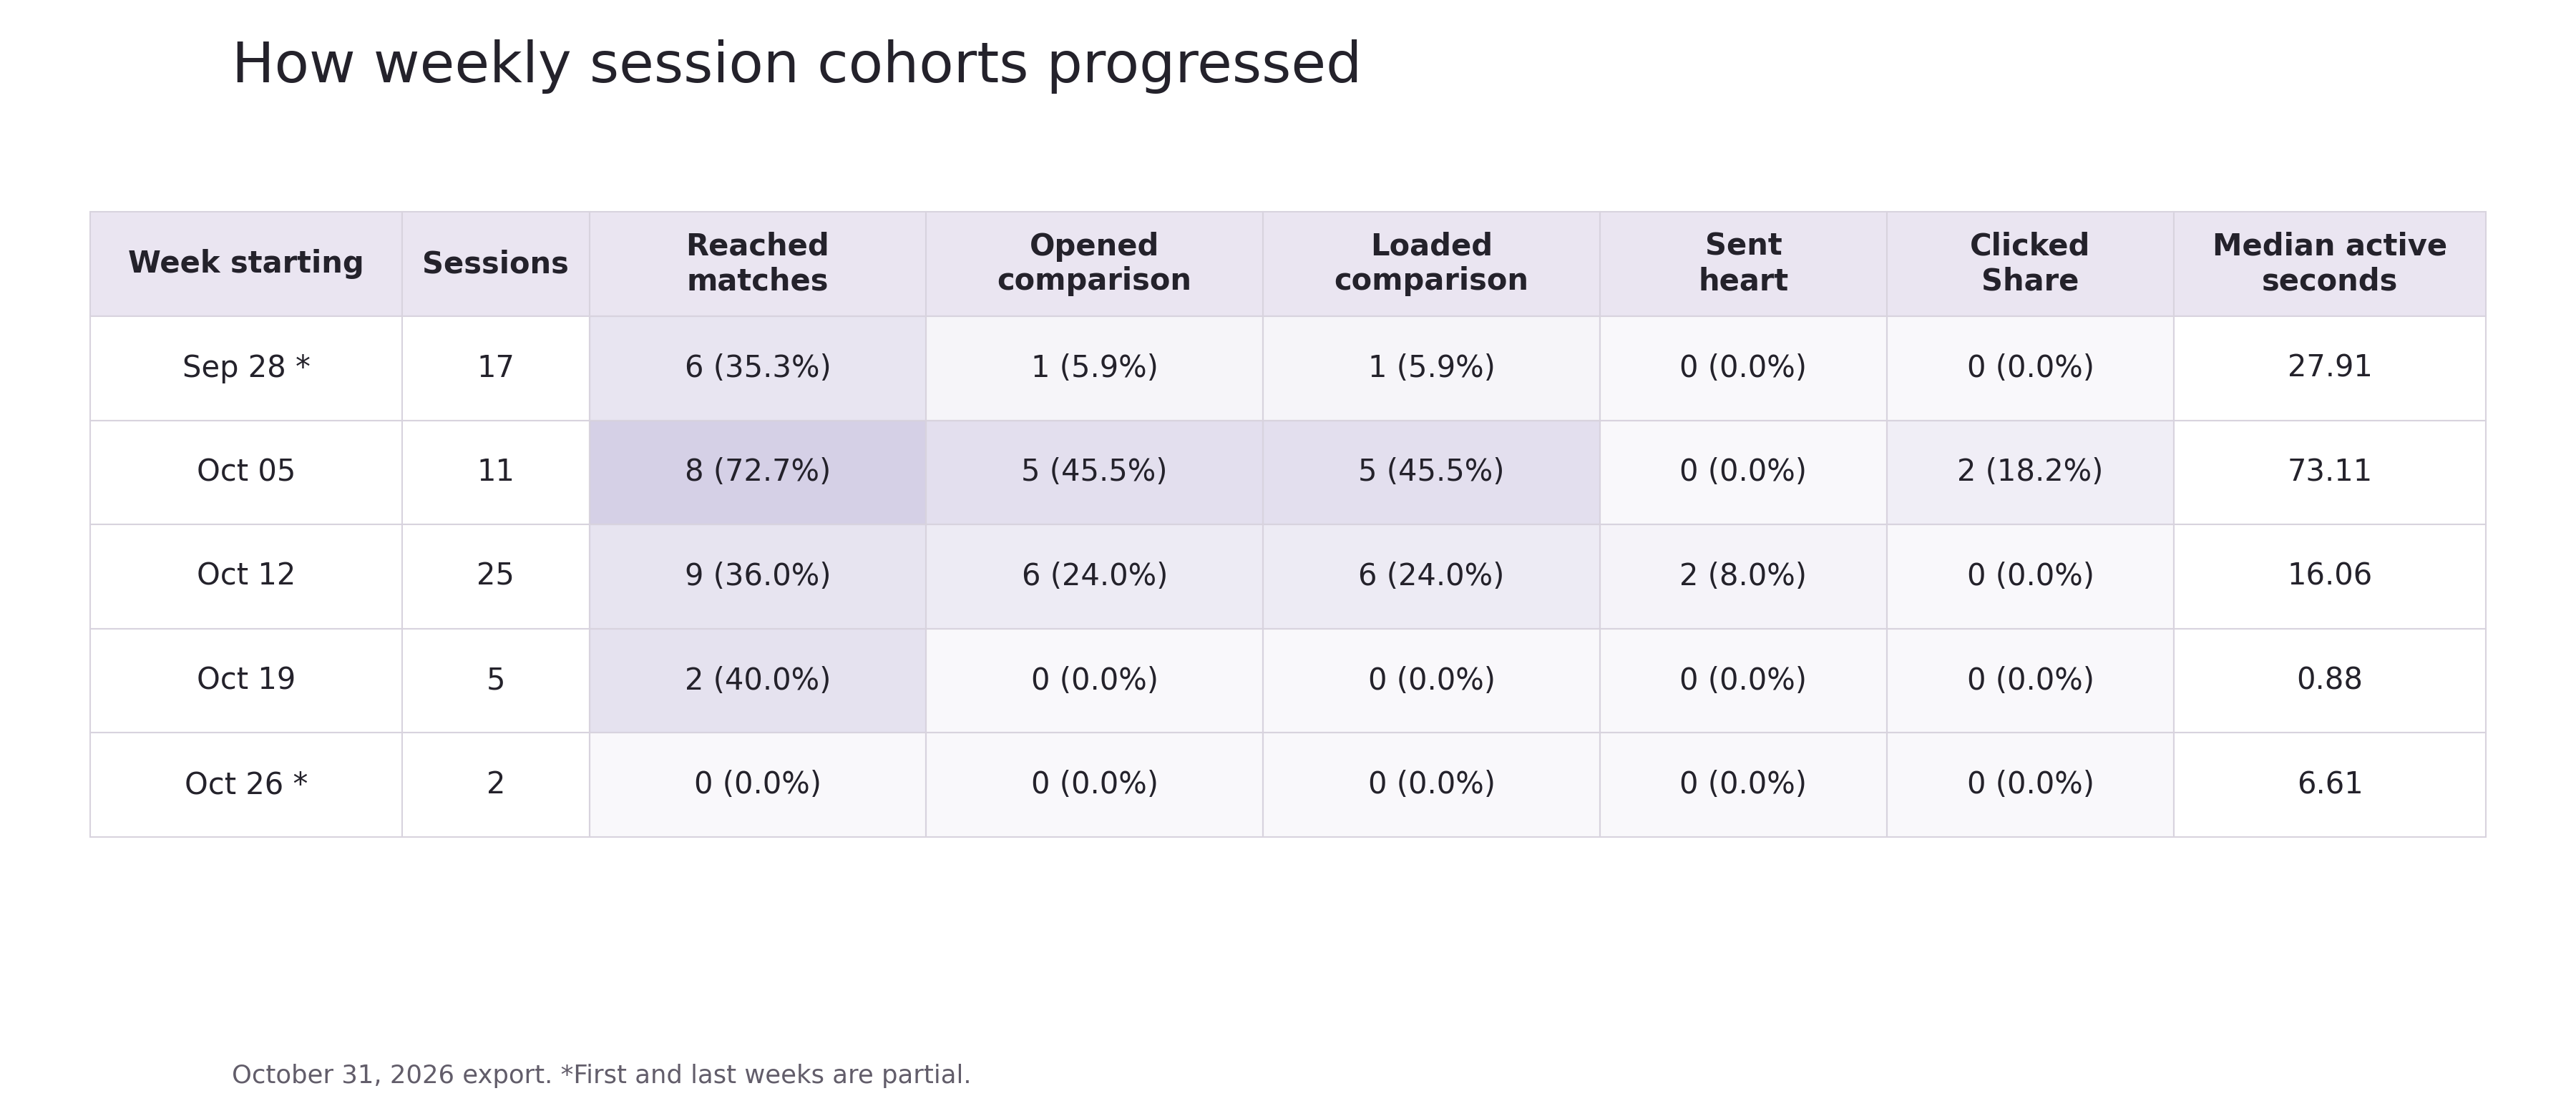 How weekly session cohorts progressed
Week starting Sessions Reached matches Opened comparison Loaded comparison Sent heart Clicked Share Median active seconds
Sep 28 * 17 6 (35.3%) 1 (5.9%) 1 (5.9%) 0 (0.0%) 0 (0.0%) 27.91
Oct 05 11 8 (72.7%) 5 (45.5%) 5 (45.5%) 0 (0.0%) 2 (18.2%) 73.11
Oct 12 25 9 (36.0%) 6 (24.0%) 6 (24.0%) 2 (8.0%) 0 (0.0%) 16.06
Oct 19 5 2 (40.0%) 0 (0.0%) 0 (0.0%) 0 (0.0%) 0 (0.0%) 0.88
Oct 26 * 2 0 (0.0%) 0 (0.0%) 0 (0.0%) 0 (0.0%) 0 (0.0%) 6.61
October 31, 2026 export. *First and last weeks are partial.